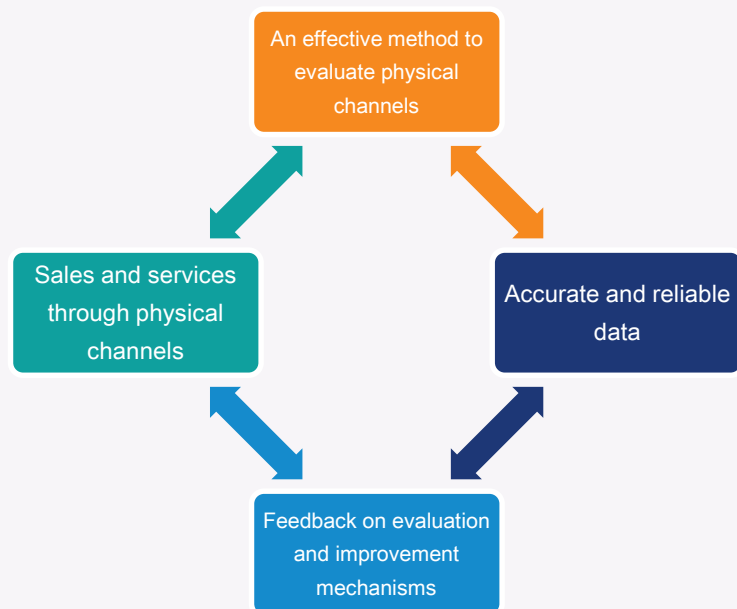 An effective method to
evaluate physical
channels
Sales and services
through physical
channels
Accurate and reliable
data
Feedback on evaluation
and improvement
mechanisms